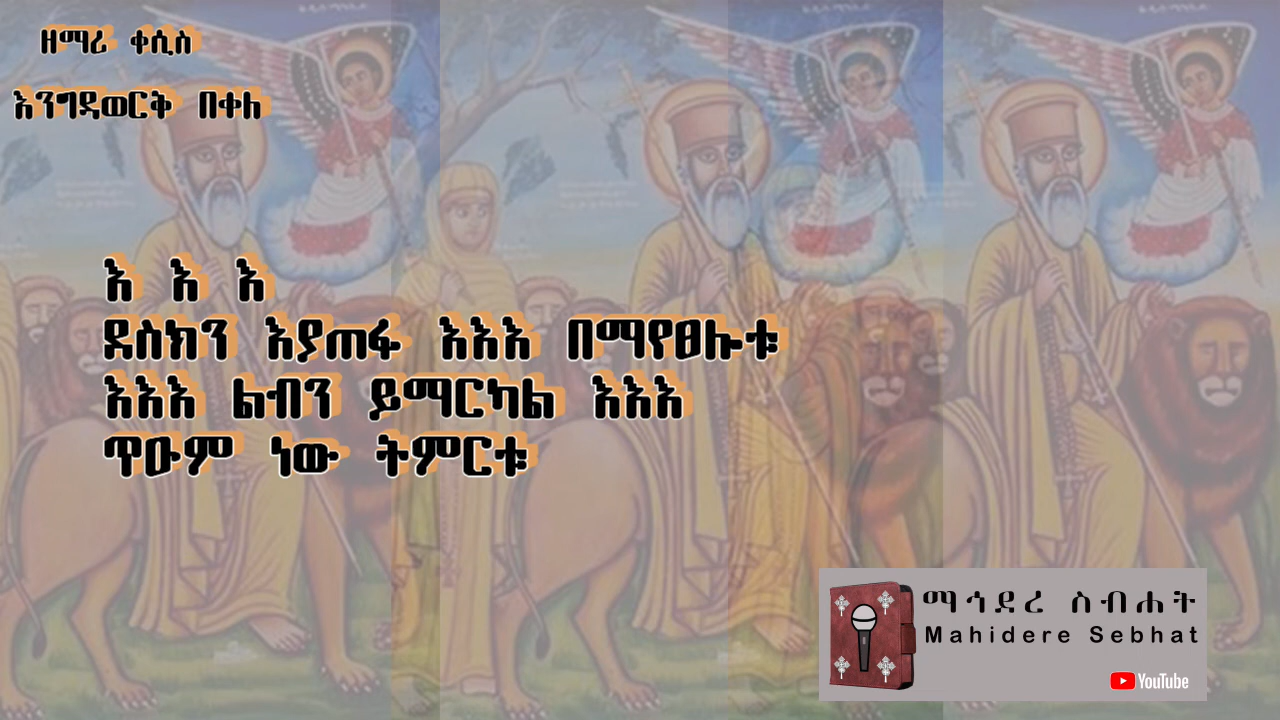 ዘማሪ ቀሲስ
እንግዳወርቅ በቀለ
እ እ እ
ደስክን እያጠፋ እእእ በማየፀሉቱ
እእእ ልብን ይማርካል እእእ
ጥዑም ነው ትምርቱ
ማኅደረ ስብሐት
Mahidere Sebhat
YouTube